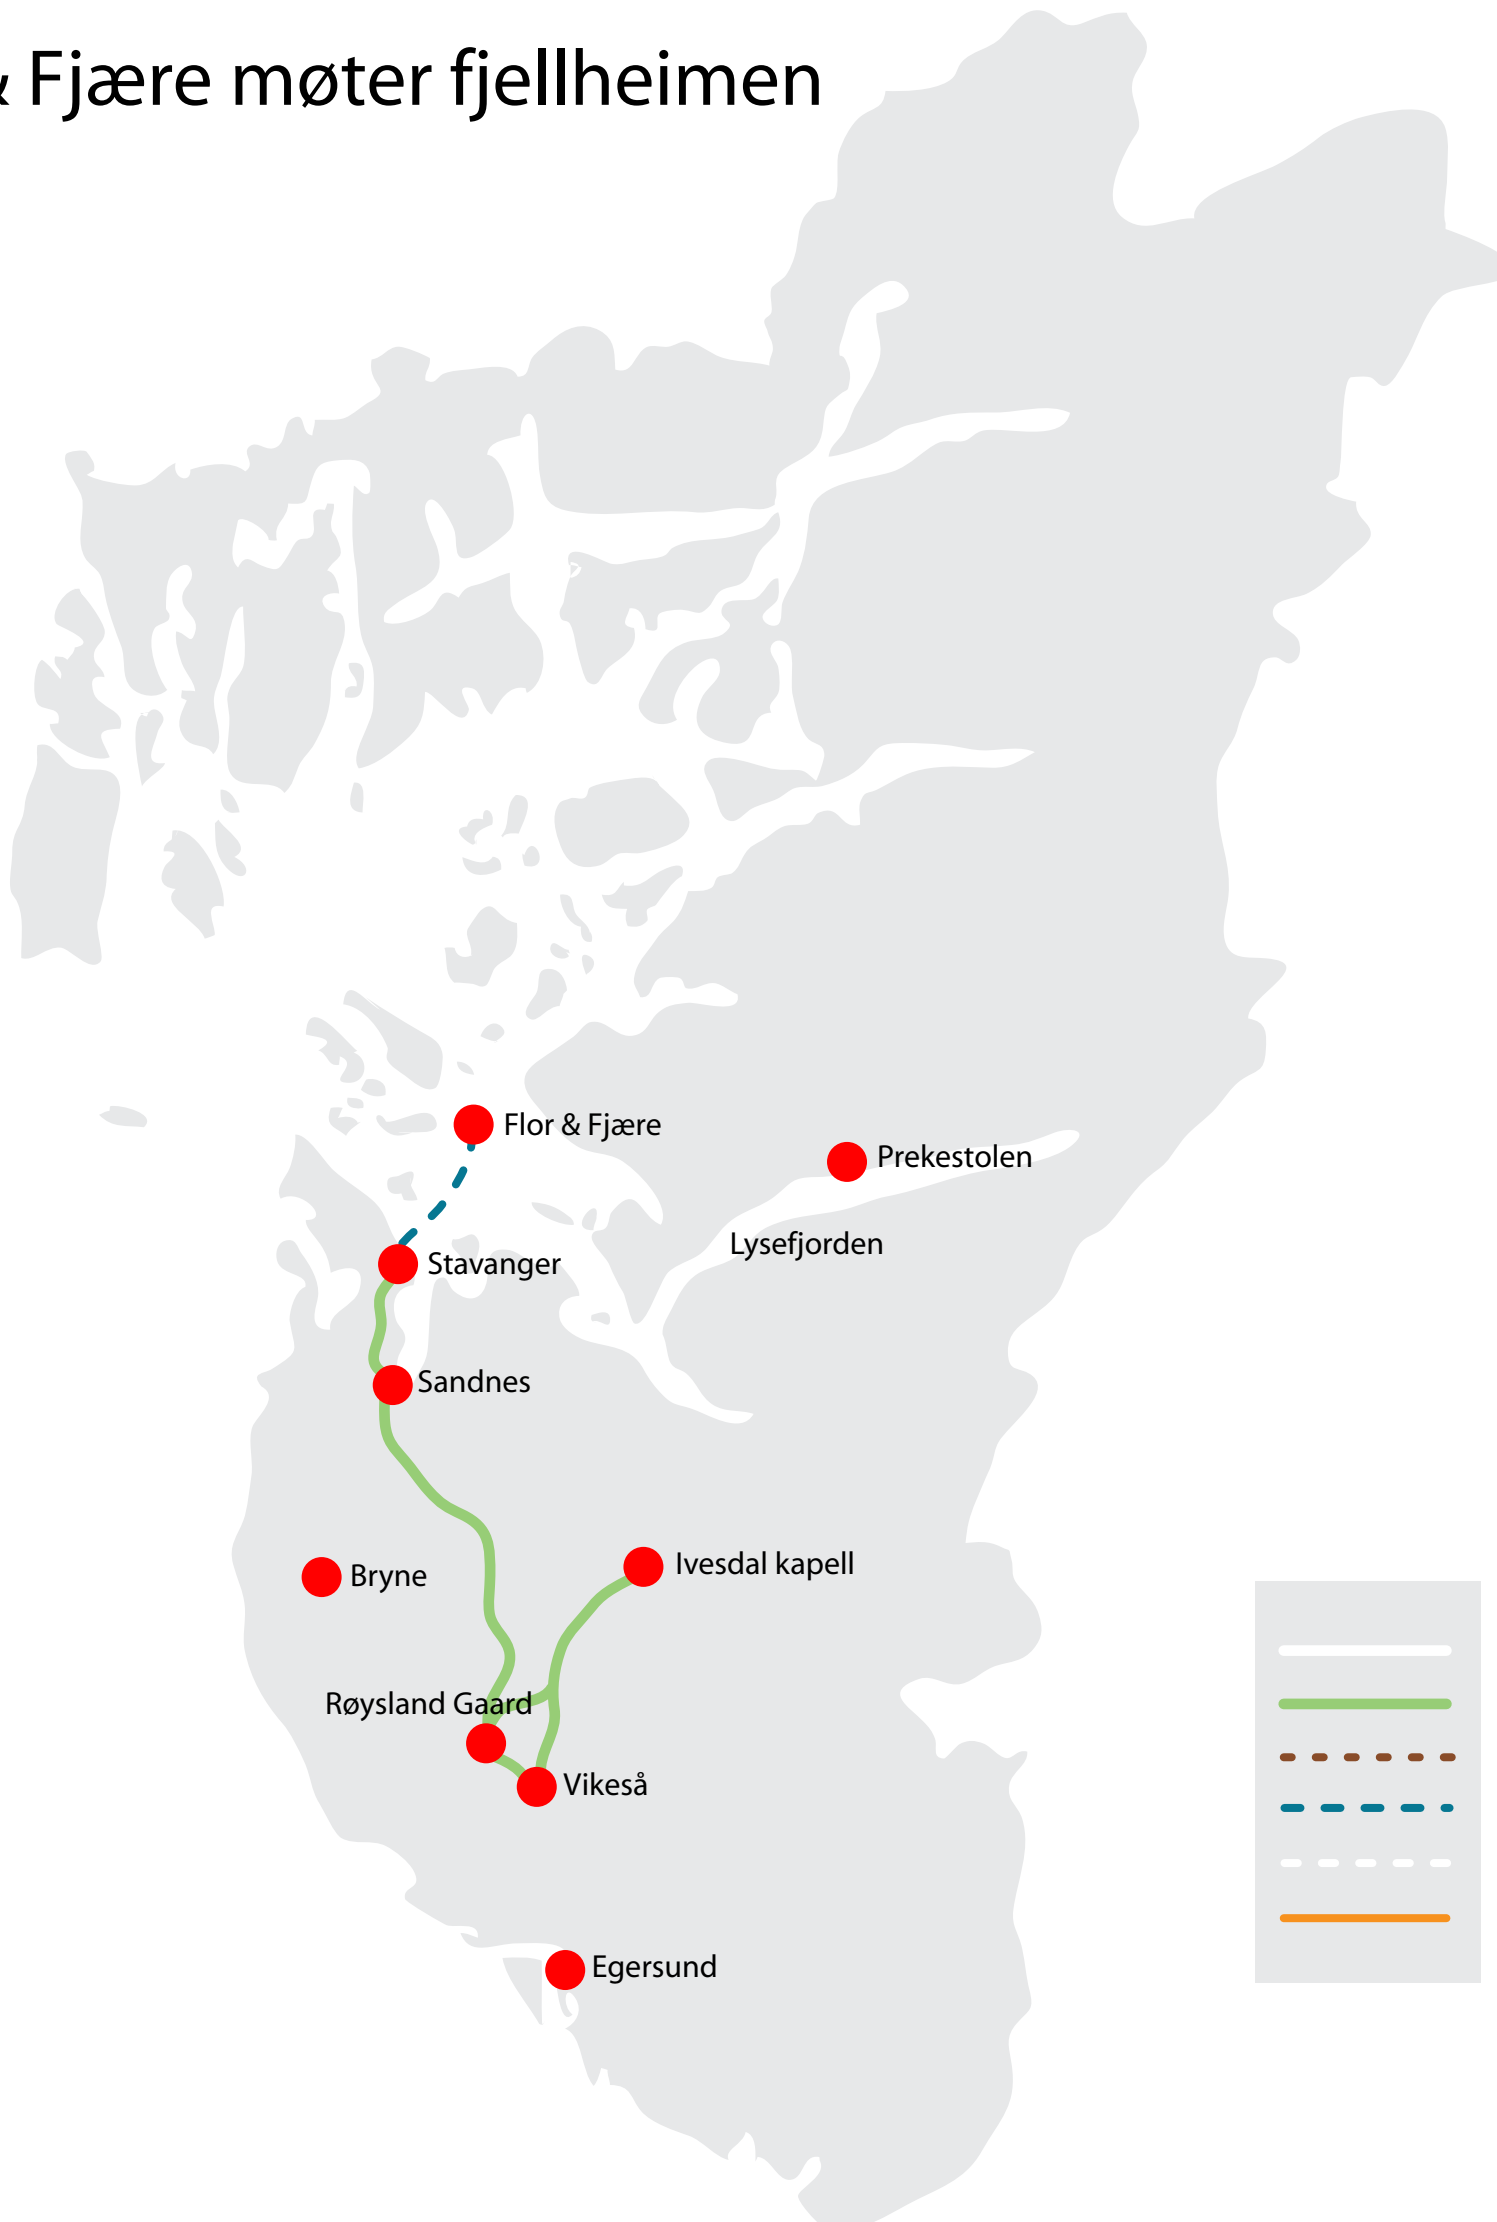 & Fjære møter fjellheimen
Flor & Fjære
Prekestolen
Lysefjorden
Stavanger
Sandnes
Ivesdal kapell
Bryne
Røysland Gaard
Vikeså
Egersund